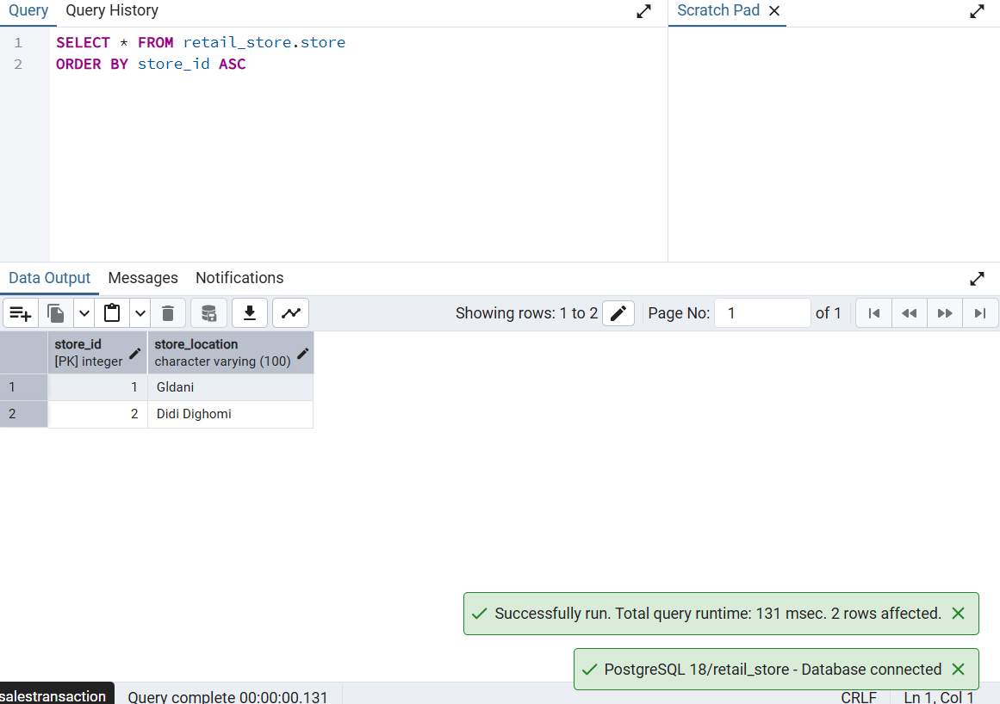 Query Query History Scratch Pad
1 SELECT * FROM retail_store.store
2 ORDER BY store_id ASC
Data Output Messages Notifications
Showing rows: 1 to 2 Page No: 1 of 1
store_id store_location
[PK] integer character varying (100)
1 1 Gldani
2 2 Didi Dighomi
Successfully run. Total query runtime: 131 msec. 2 rows affected.
PostgreSQL 18/retail_store - Database connected
salestransaction Query complete 00:00:00.131 CRLF Ln 1, Col 1